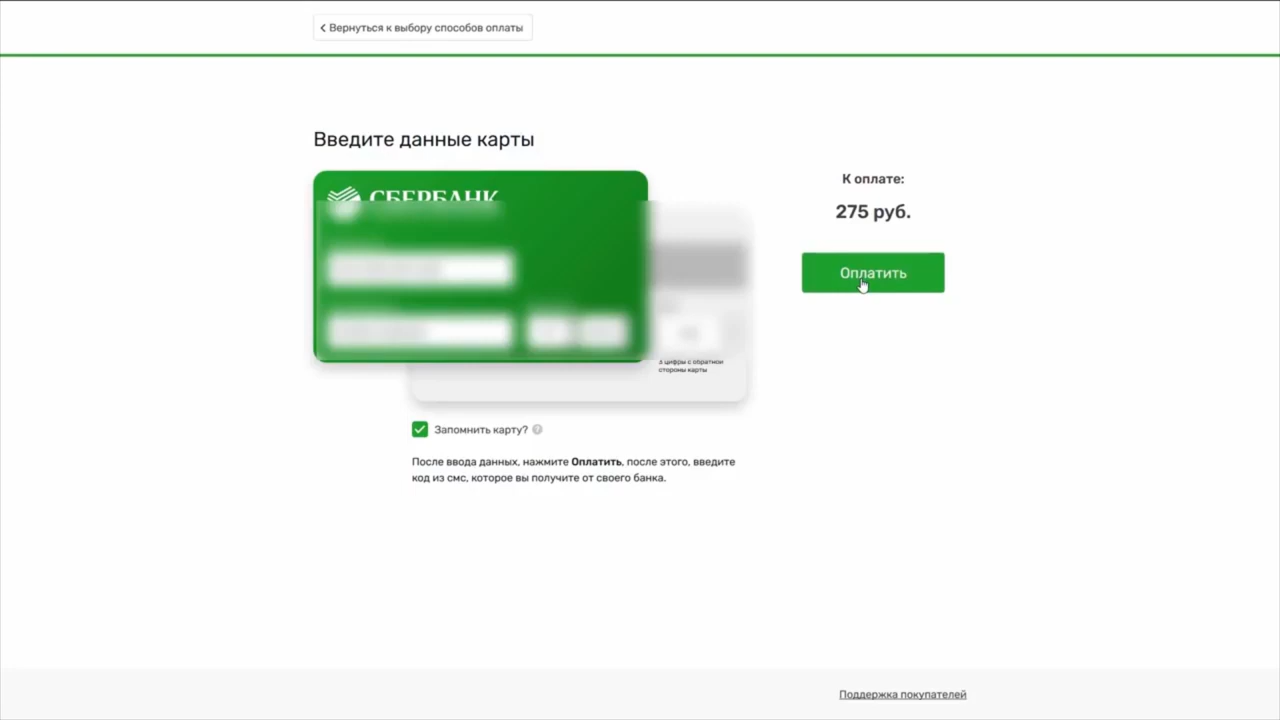 Вернуться к выбору способов оплаты
Введите данные карты
СБЕРБАНК
К оплате:
275 руб.
Оплатить
3 цифры с обратной
стороны карты
Запомнить карту? ?
После ввода данных, нажмите Оплатить, после этого, введите
код из смс, которое вы получите от своего банка.
Поддержка покупателей